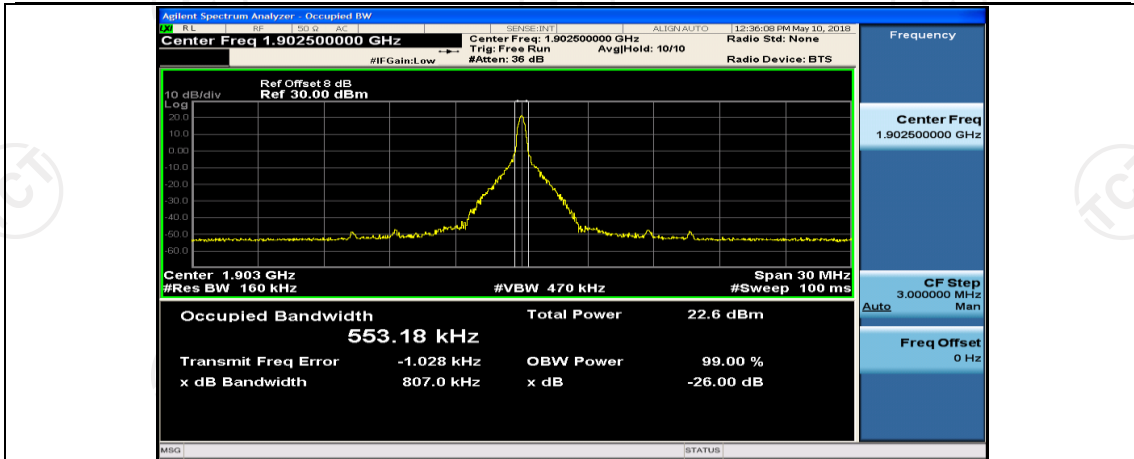 Agilent Spectrum Analyzer - Occupied BW
LXI RL RF 50 Ω AC SENSE:INT ALIGN AUTO 12:36:08 PM May 10, 2018
Center Freq 1.902500000 GHz
Center Freq: 1.902500000 GHz
Radio Std: None
Trig: Free Run Avg|Hold: 10/10
#IFGain:Low
#Atten: 36 dB
Radio Device: BTS
Ref Offset 8 dB
10 dB/div Ref 30.00 dBm
Log
20.0
10.0
0.00
-10.0
-20.0
-30.0
-40.0
-50.0
-60.0
Center 1.903 GHz Span 30 MHz
#Res BW 160 kHz #VBW 470 kHz #Sweep 100 ms
Occupied Bandwidth Total Power 22.6 dBm
553.18 kHz
Transmit Freq Error -1.028 kHz OBW Power 99.00 %
x dB Bandwidth 807.0 kHz x dB -26.00 dB
MSG STATUS
Frequency
Center Freq
1.902500000 GHz
CF Step
3.000000 MHz
Auto Man
Freq Offset
0 Hz
TCT
TCT